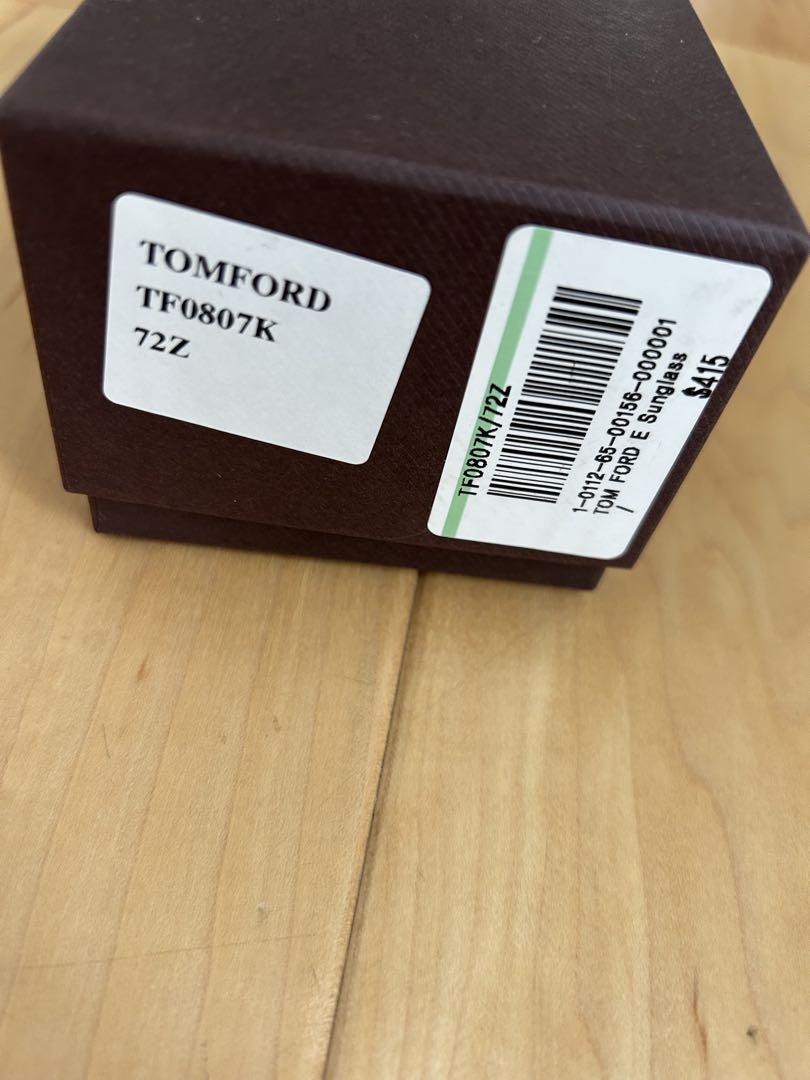 TOMFORD
TF0807K
72Z
TF0807K/72Z
1-0112-65-00156-000001
TOM FORD E Sunglass
/
$415